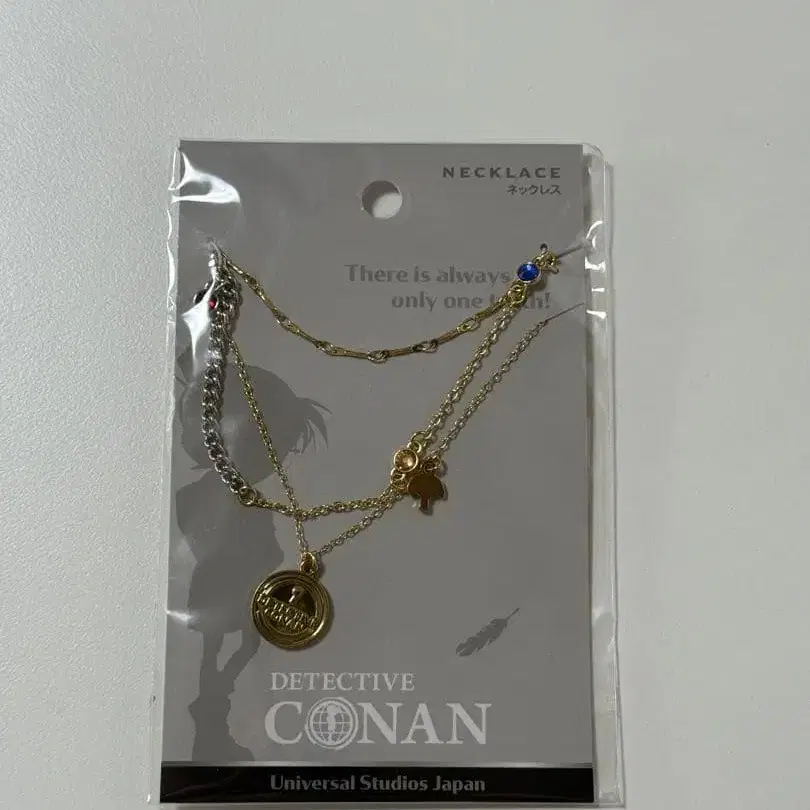 NECKLACE
ネックレス
There is always
only one
DETECTIVE
CONAN
Universal Studios Japan